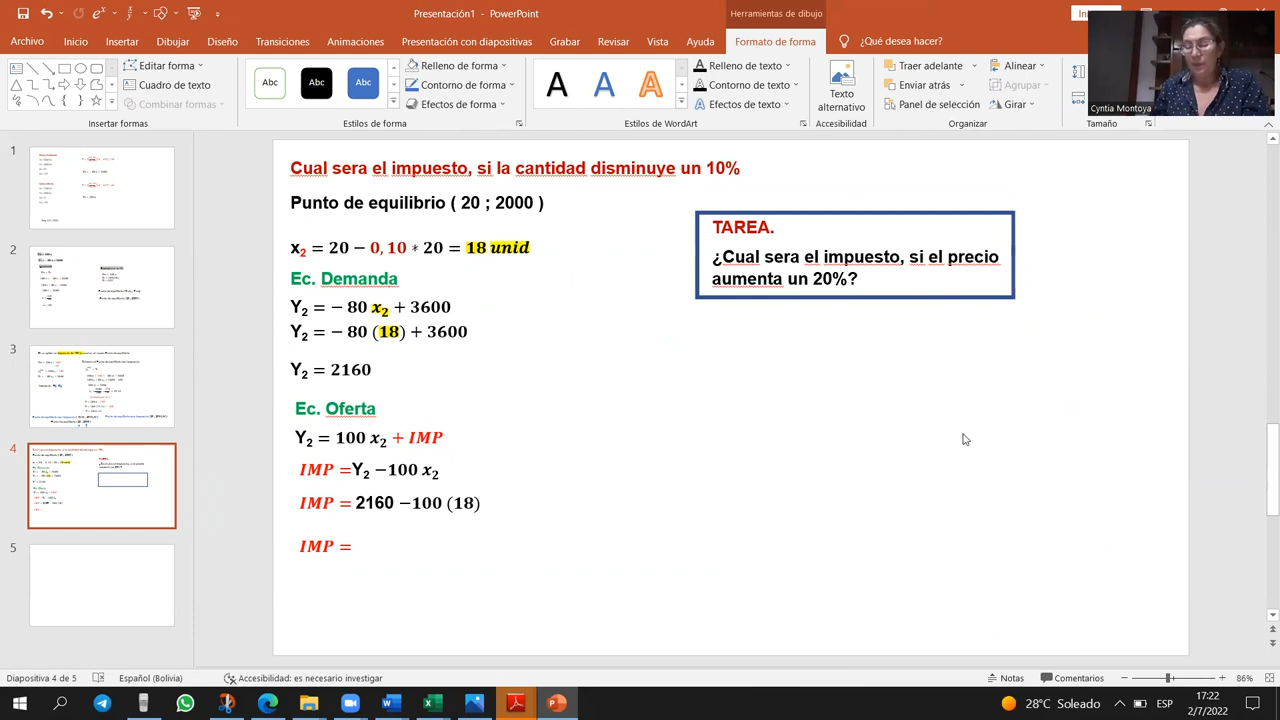 Herramientas de dibujo
Archivo Inicio Insertar Dibujar Diseño Transiciones Animaciones Presentación con diapositivas Grabar Revisar Vista Ayuda Formato de forma ¿Qué desea hacer?
Editar forma
Cuadro de texto
Combinar formas
Insertar formas
Abc Abc Abc
Relleno de forma
Contorno de forma
Efectos de forma
Estilos de forma
A A A
Relleno de texto
Contorno de texto
Efectos de texto
Estilos de WordArt
Texto
alternativo
Accesibilidad
Traer adelante
Enviar atrás
Panel de selección
Alinear
Agrupar
Girar
Organizar
Tamaño
Cyntia Montoya
1
2
3
4
5
Cual sera el impuesto, si la cantidad disminuye un 10%
Punto de equilibrio ( 20 ; 2000 )
x₂ = 20 − 0, 10 * 20 = 18 unid
Ec. Demanda
Y₂ = − 80 x₂ + 3600
Y₂ = − 80 (18) + 3600
Y₂ = 2160
Ec. Oferta
Y₂ = 100 x₂ + IMP
IMP =Y₂ −100 x₂
IMP = 2160 −100 (18)
IMP =
TAREA.
¿Cual sera el impuesto, si el precio
aumenta un 20%?
Diapositiva 4 de 5 Español (Bolivia) Accesibilidad: es necesario investigar Notas Comentarios 86%
28°C Soleado ESP 17:22
2/7/2022